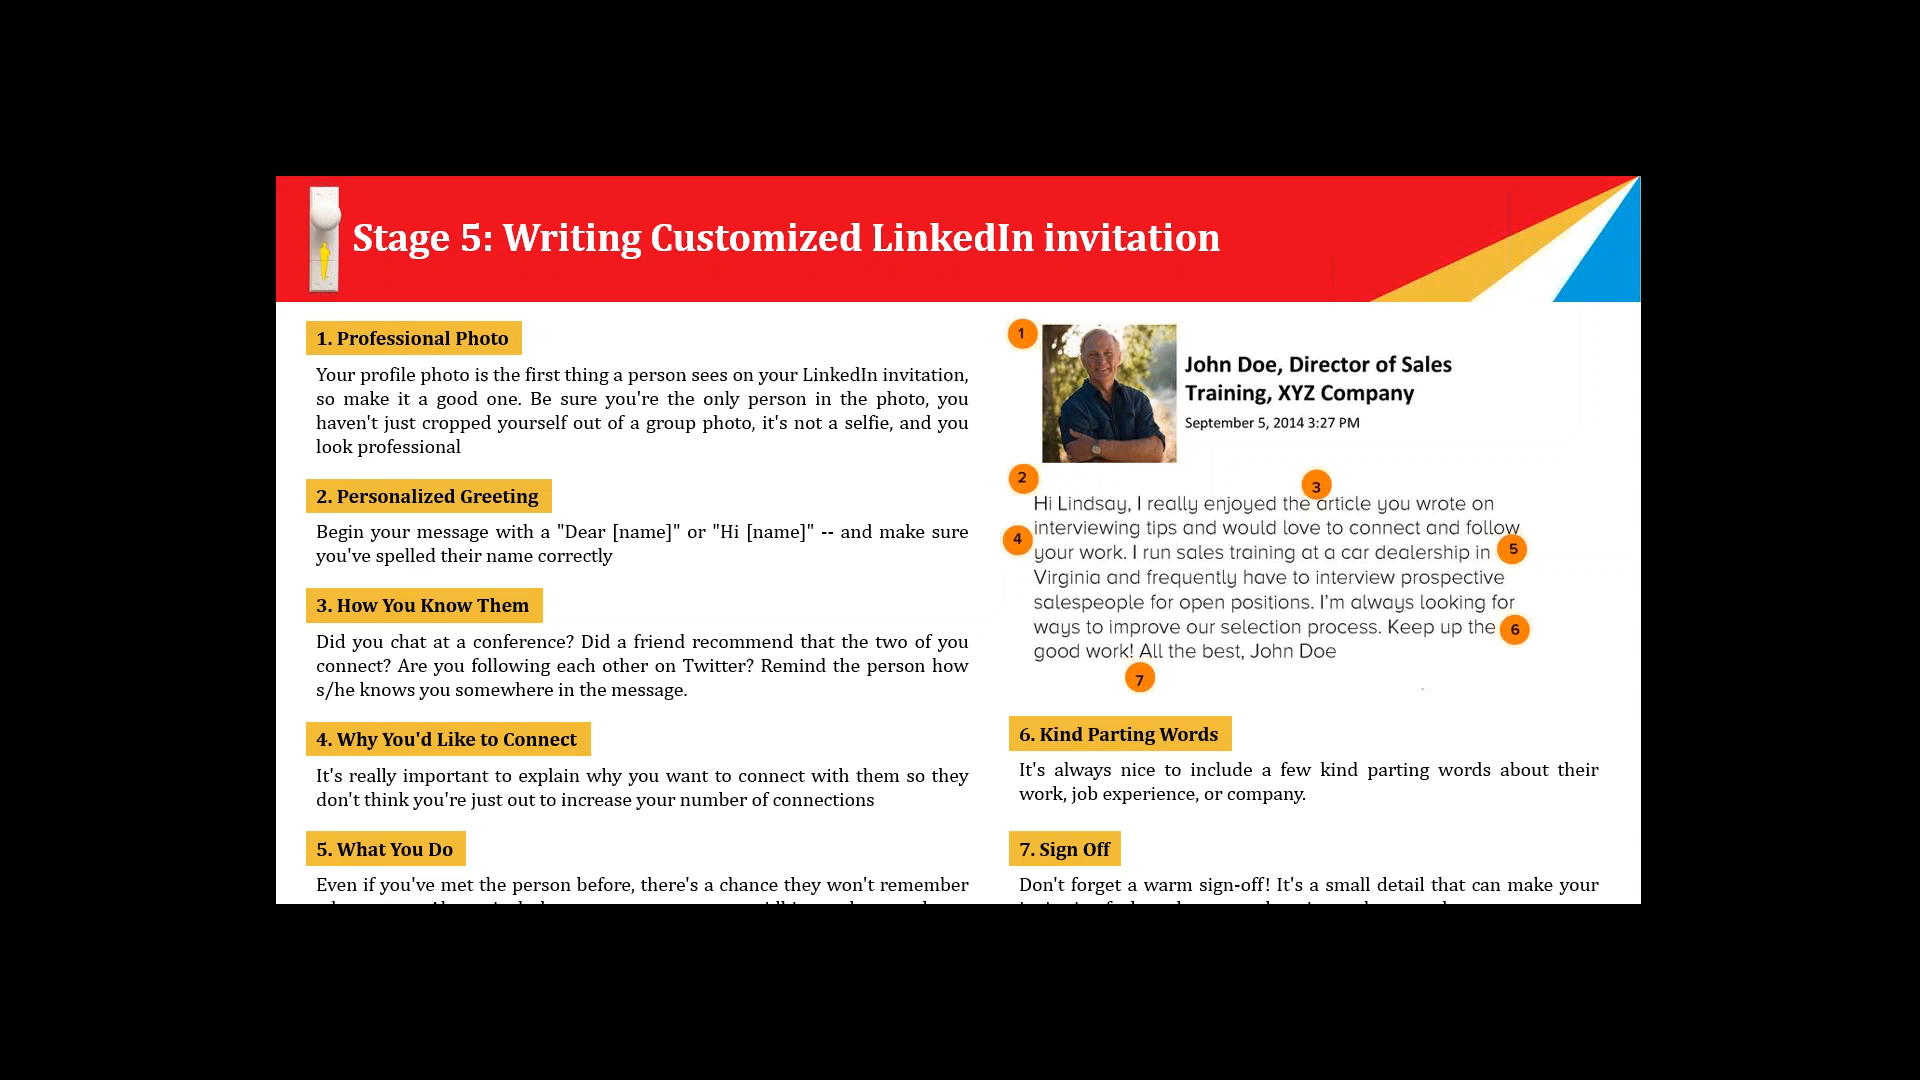 Stage 5: Writing Customized LinkedIn invitation
1. Professional Photo
Your profile photo is the first thing a person sees on your LinkedIn invitation,
so make it a good one. Be sure you're the only person in the photo, you
haven't just cropped yourself out of a group photo, it's not a selfie, and you
look professional
2. Personalized Greeting
Begin your message with a "Dear [name]" or "Hi [name]" -- and make sure
you've spelled their name correctly
3. How You Know Them
Did you chat at a conference? Did a friend recommend that the two of you
connect? Are you following each other on Twitter? Remind the person how
s/he knows you somewhere in the message.
4. Why You'd Like to Connect
It's really important to explain why you want to connect with them so they
don't think you're just out to increase your number of connections
5. What You Do
Even if you've met the person before, there's a chance they won't remember
1
John Doe, Director of Sales
Training, XYZ Company
September 5, 2014 3:27 PM
2
3
Hi Lindsay, I really enjoyed the article you wrote on
interviewing tips and would love to connect and follow
4
your work. I run sales training at a car dealership in
5
Virginia and frequently have to interview prospective
salespeople for open positions. I'm always looking for
ways to improve our selection process. Keep up the
6
good work! All the best, John Doe
7
6. Kind Parting Words
It's always nice to include a few kind parting words about their
work, job experience, or company.
7. Sign Off
Don't forget a warm sign-off! It's a small detail that can make your